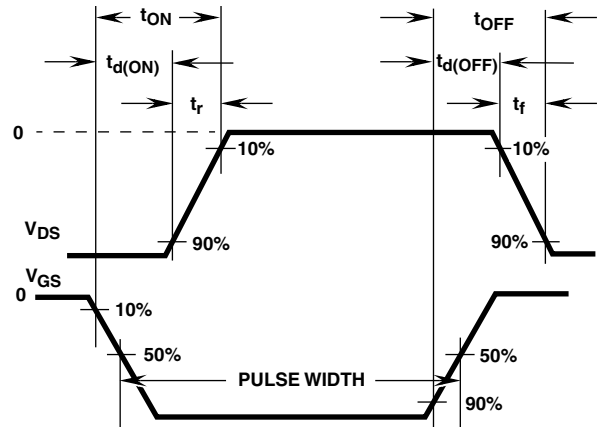 tON
tOFF
td(ON)
td(OFF)
tr
tf
0
10%
10%
VDS
90%
90%
VGS
0
10%
50%
50%
PULSE WIDTH
90%